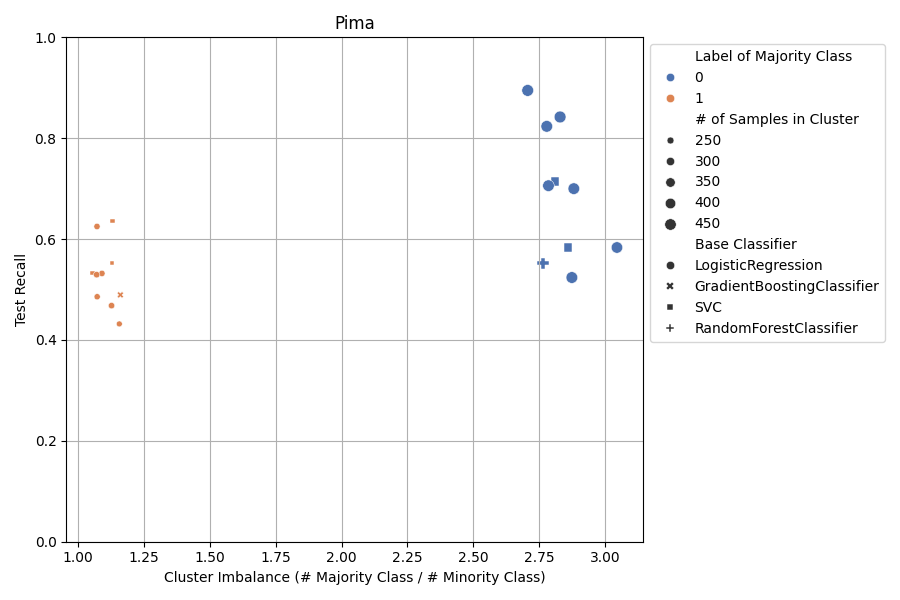 Pima
1.0
0.8
0.6
0.4
0.2
0.0
Test Recall
1.00 1.25 1.50 1.75 2.00 2.25 2.50 2.75 3.00
Cluster Imbalance (# Majority Class / # Minority Class)
Label of Majority Class
0
1
# of Samples in Cluster
250
300
350
400
450
Base Classifier
LogisticRegression
GradientBoostingClassifier
SVC
RandomForestClassifier